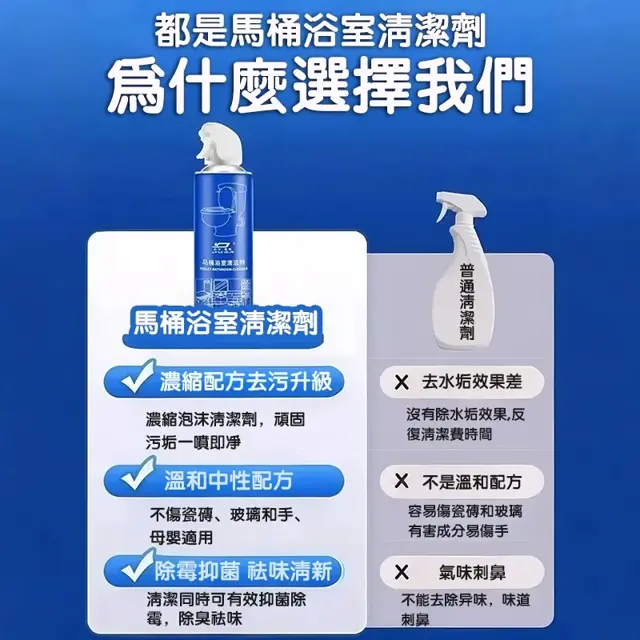 都是馬桶浴室清潔劑
為什麼選擇我們
马桶浴室清洁剂
普通清潔劑
馬桶浴室清潔劑
濃縮配方去污升級
濃縮泡沫清潔劑，頑固
污垢一噴即净
溫和中性配方
不傷瓷磚、玻璃和手、
母嬰適用
除霉抑菌 祛味清新
清潔同時可有效抑菌除
霉，除臭祛味
X 去水垢效果差
沒有除水垢效果,反
復清潔費時間
X 不是溫和配方
容易傷瓷磚和玻璃
有害成分易傷手
X 氣味刺鼻
不能去除异味，味道
刺鼻